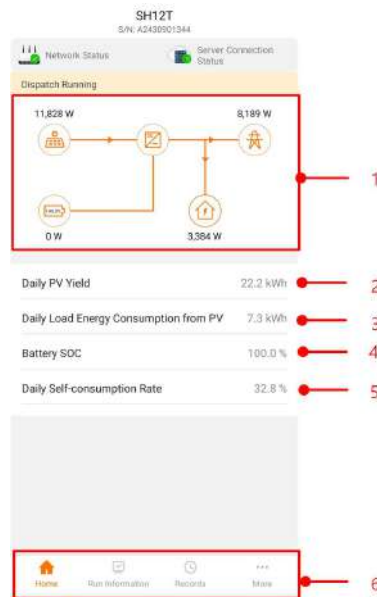 SH12T
S/N: A2430901344
Network Status
Server Connection
Status
Dispatch Running
11,828 W
8,189 W
0 W
3,384 W
1
Daily PV Yield 22.2 kWh 2
Daily Load Energy Consumption from PV 7.3 kWh 3
Battery SOC 100.0 % 4
Daily Self-consumption Rate 32.8 % 5
Home Run Information Records More 6